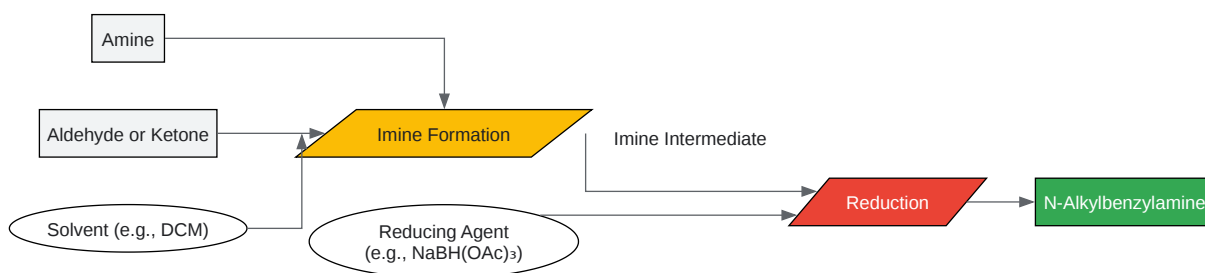 Amine
Aldehyde or Ketone
Imine Formation
Imine Intermediate
Solvent (e.g., DCM)
Reducing Agent
(e.g., NaBH(OAc)₃)
Reduction
N-Alkylbenzylamine